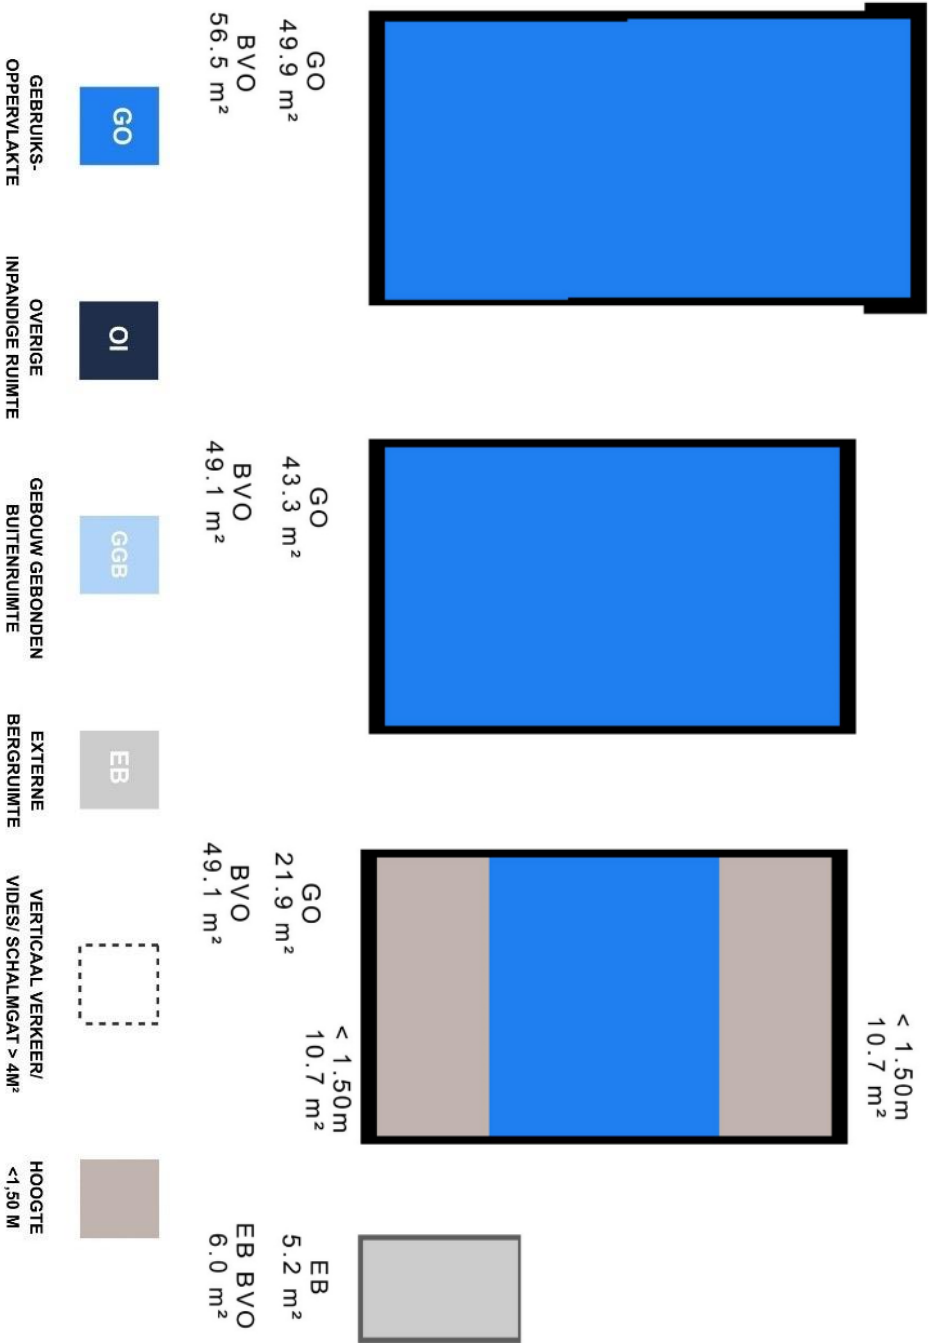 GO
49.9 m²
BVO
56.5 m²
GO
43.3 m²
BVO
49.1 m²
< 1.50m
10.7 m²
GO
21.9 m²
BVO
49.1 m²
< 1.50m
10.7 m²
EB
5.2 m²
EB BVO
6.0 m²
GO
GEBRUIKS-
OPPERVLAKTE
OI
OVERIGE
INPANDIGE RUIMTE
GGB
GEBOUW GEBONDEN
BUITENRUIMTE
EB
EXTERNE
BERGRUIMTE
VERTICAAL VERKEER/
VIDES/ SCHALMGAT > 4M²
HOOGTE
<1,50 M